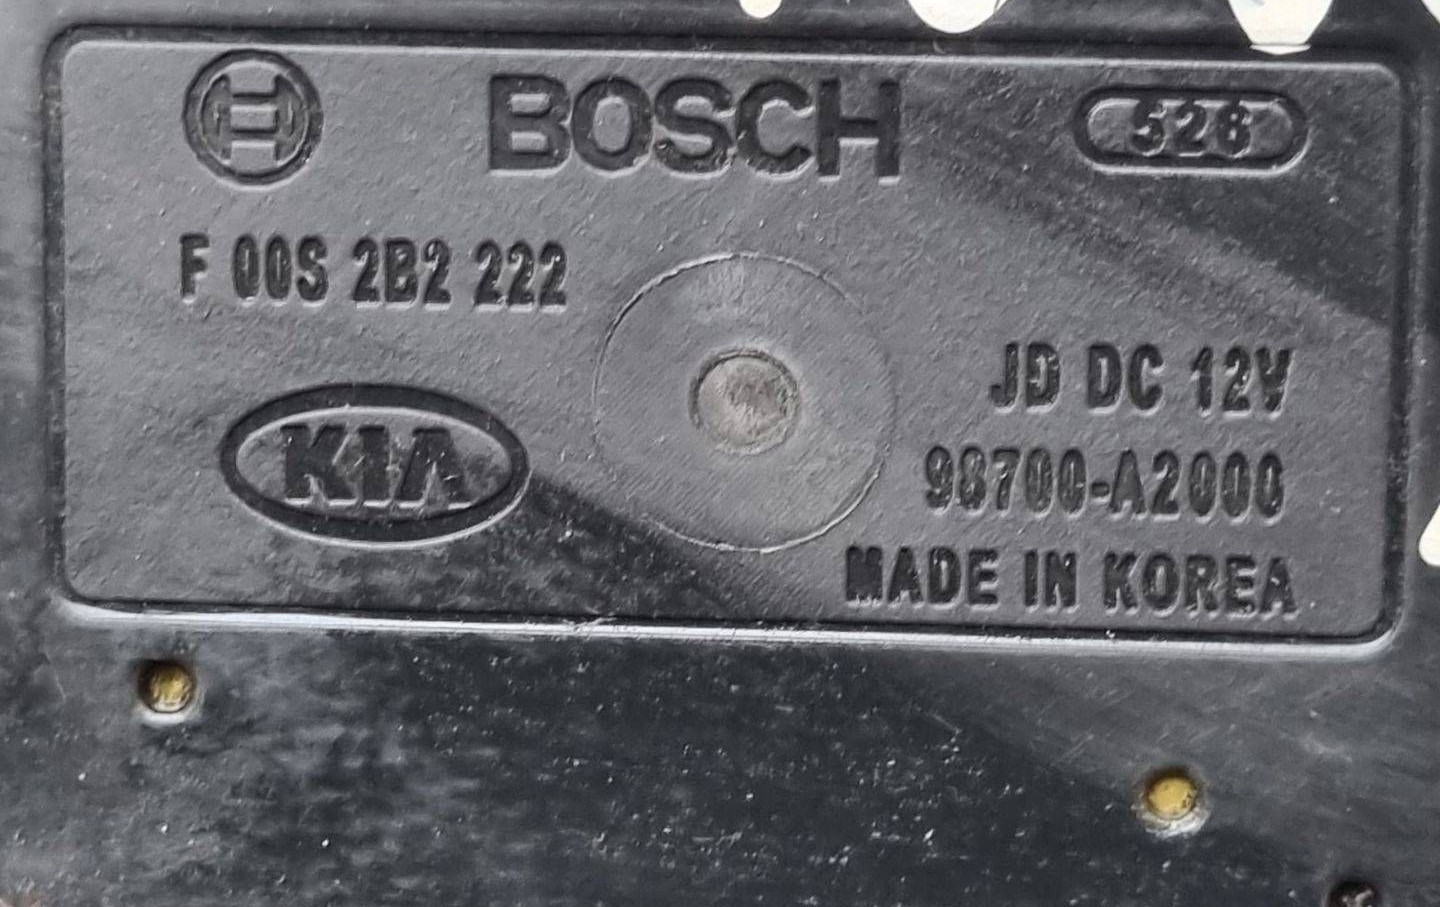 BOSCH 528
F 00S 2B2 222
JD DC 12V
KIA
98700-A2000
MADE IN KOREA